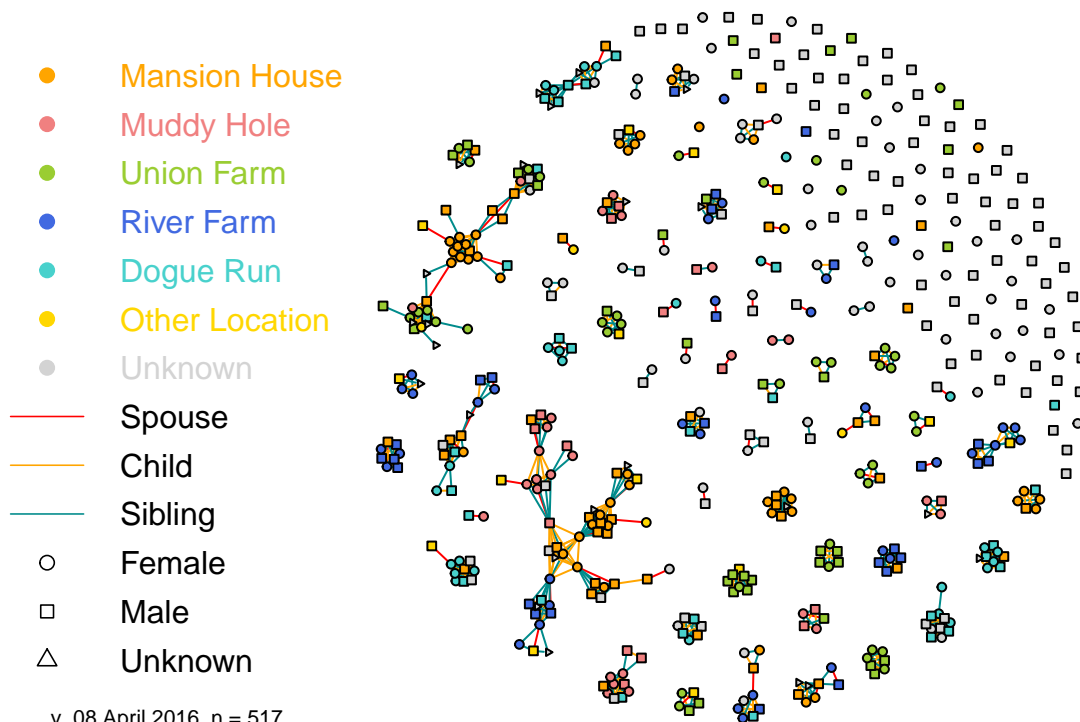 Mansion House
Muddy Hole
Union Farm
River Farm
Dogue Run
Other Location
Unknown
Spouse
Child
Sibling
Female
Male
Unknown
v. 08 April 2016, n = 517